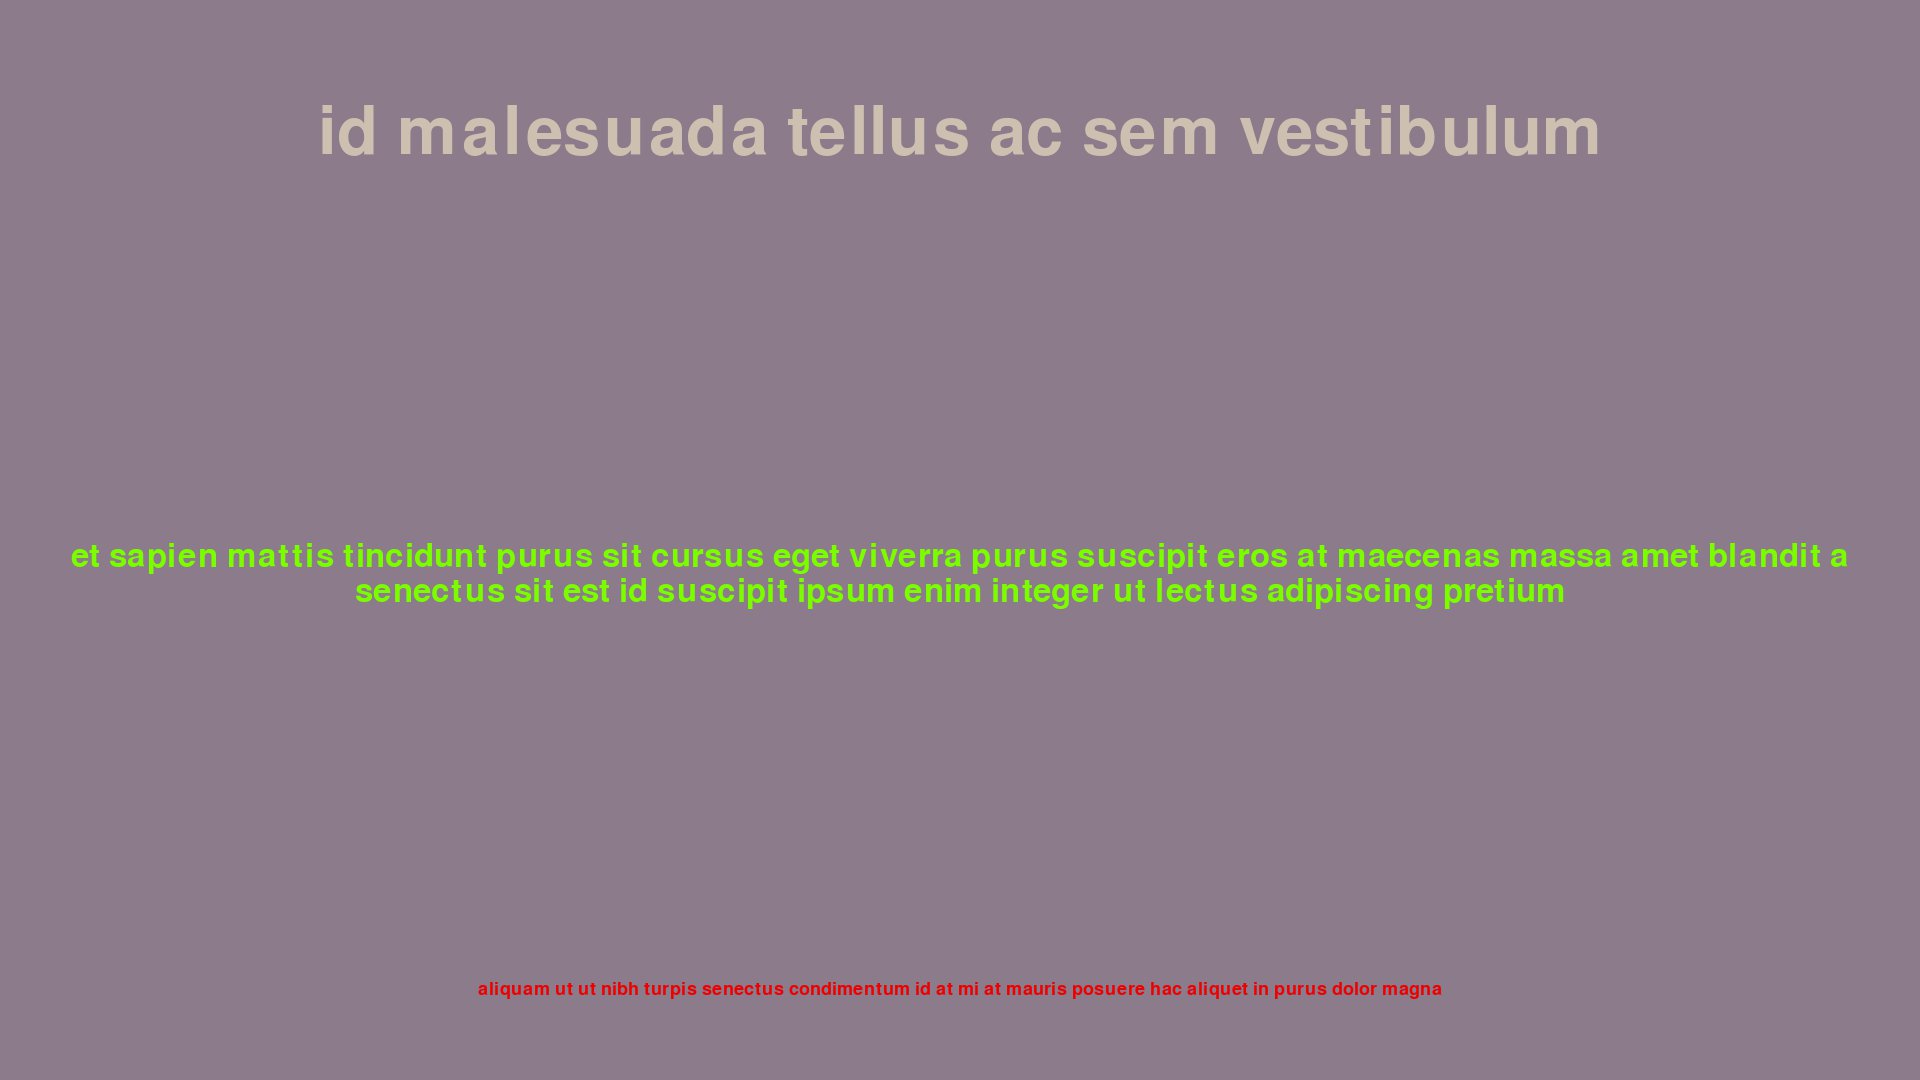 id malesuada tellus ac sem vestibulum
et sapien mattis tincidunt purus sit cursus eget viverra purus suscipit eros at maecenas massa amet blandit a
senectus sit est id suscipit ipsum enim integer ut lectus adipiscing pretium
aliquam ut ut nibh turpis senectus condimentum id at mi at mauris posuere hac aliquet in purus dolor magna